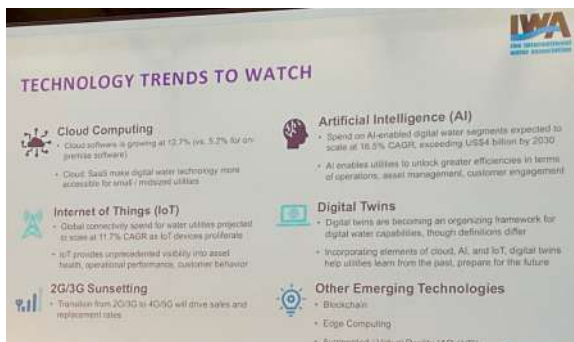 IWA
the international
water association
TECHNOLOGY TRENDS TO WATCH
Cloud Computing
• Cloud software is growing at 12.7% (vs. 5.2% for on-
premise software)
• Cloud, SaaS make digital water technology more
accessible for small / midsized utilities
Internet of Things (IoT)
• Global connectivity spend for water utilities projected
to scale at 11.7% CAGR as IoT devices proliferate
• IoT provides unprecedented visibility into asset
health, operational performance, customer behavior
2G/3G Sunsetting
• Transition from 2G/3G to 4G/5G will drive sales and
replacement rates
Artificial Intelligence (AI)
• Spend on AI-enabled digital water segments expected to
scale at 16.5% CAGR, exceeding US$4 billion by 2030
• AI enables utilities to unlock greater efficiencies in terms
of operations, asset management, customer engagement
Digital Twins
• Digital twins are becoming an organizing framework for
digital water capabilities, though definitions differ
• Incorporating elements of cloud, AI, and IoT, digital twins
help utilities learn from the past, prepare for the future
Other Emerging Technologies
• Blockchain
• Edge Computing